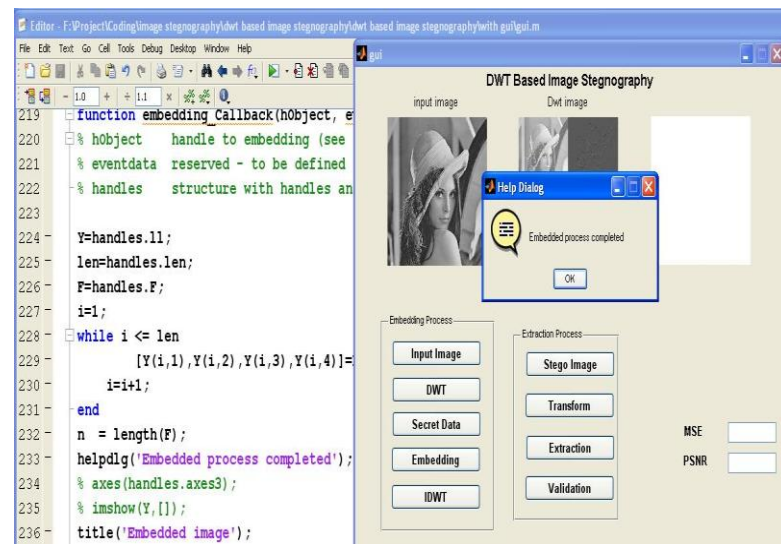 Editor - F:\Project\Coding\image stegnography\dwt based image stegnography\dwt based image stegnography\with gui\gui.m
File Edit Text Go Cell Tools Debug Desktop Window Help
- 1.0 + ÷ 1.1 ×
219 function embedding_Callback(hObject, e
220 % hObject handle to embedding (see
221 % eventdata reserved - to be defined
222 % handles structure with handles an
223
224 - Y=handles.ll;
225 - len=handles.len;
226 - F=handles.F;
227 - i=1;
228 - while i <= len
229 - [Y(i,1),Y(i,2),Y(i,3),Y(i,4)]=
230 - i=i+1;
231 - end
232 - n = length(F);
233 - helpdlg('Embedded process completed');
234 % axes(handles.axes3);
235 % imshow(Y,[]);
236 - title('Embedded image');
gui
DWT Based Image Stegnography
input image
Dwt image
Help Dialog
Embedded process completed
OK
Embedding Process
Input Image
DWT
Secret Data
Embedding
IDWT
Extraction Process
Stego Image
Transform
Extraction
Validation
MSE
PSNR